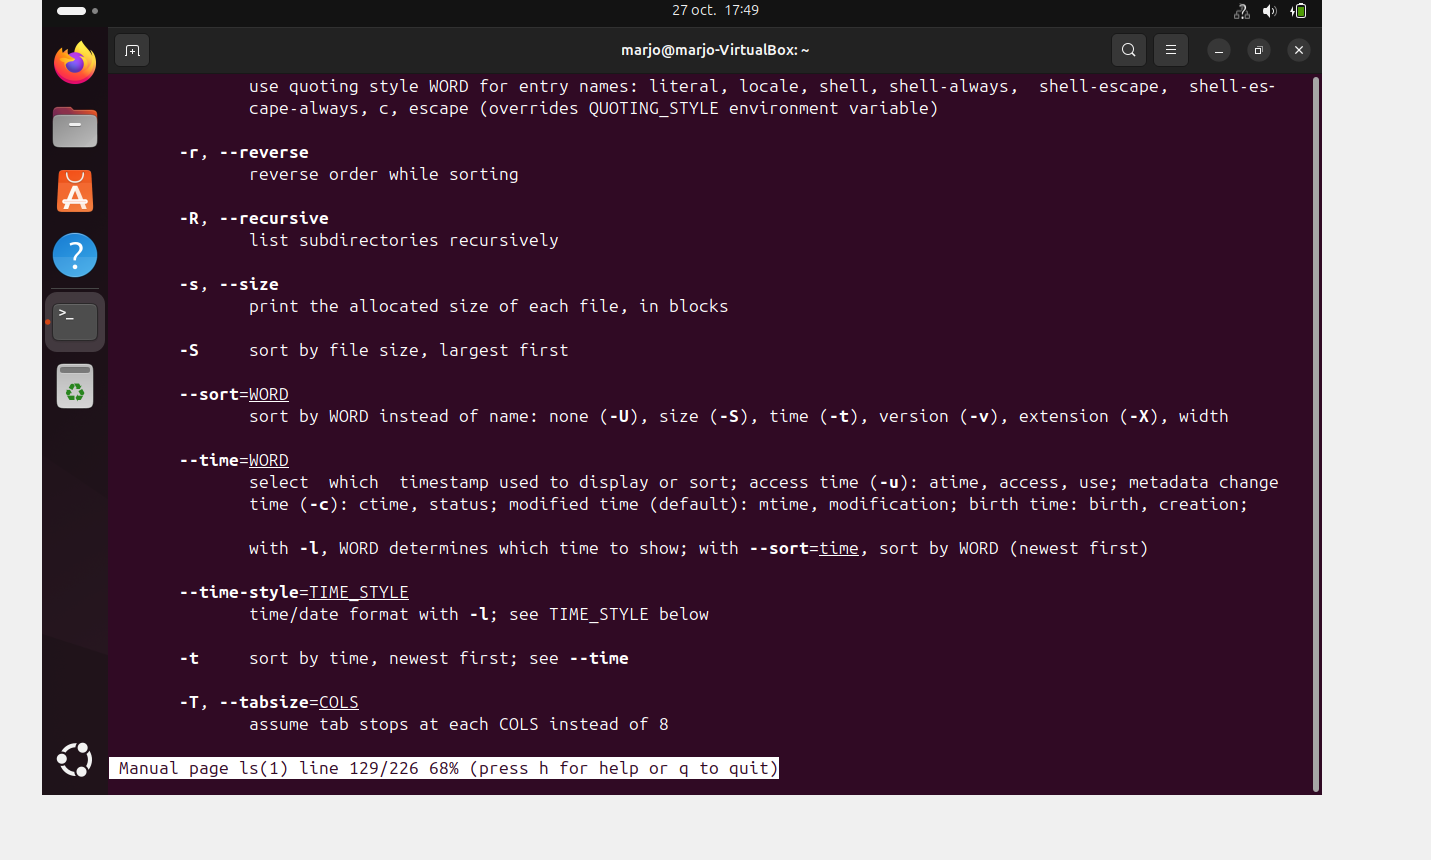 27 oct. 17:49
marjo@marjo-VirtualBox: ~
use quoting style WORD for entry names: literal, locale, shell, shell-always, shell-escape, shell-es-
cape-always, c, escape (overrides QUOTING_STYLE environment variable)
-r, --reverse
reverse order while sorting
-R, --recursive
list subdirectories recursively
-s, --size
print the allocated size of each file, in blocks
-S sort by file size, largest first
--sort=WORD
sort by WORD instead of name: none (-U), size (-S), time (-t), version (-v), extension (-X), width
--time=WORD
select which timestamp used to display or sort; access time (-u): atime, access, use; metadata change
time (-c): ctime, status; modified time (default): mtime, modification; birth time: birth, creation;
with -l, WORD determines which time to show; with --sort=time, sort by WORD (newest first)
--time-style=TIME_STYLE
time/date format with -l; see TIME_STYLE below
-t sort by time, newest first; see --time
-T, --tabsize=COLS
assume tab stops at each COLS instead of 8
Manual page ls(1) line 129/226 68% (press h for help or q to quit)